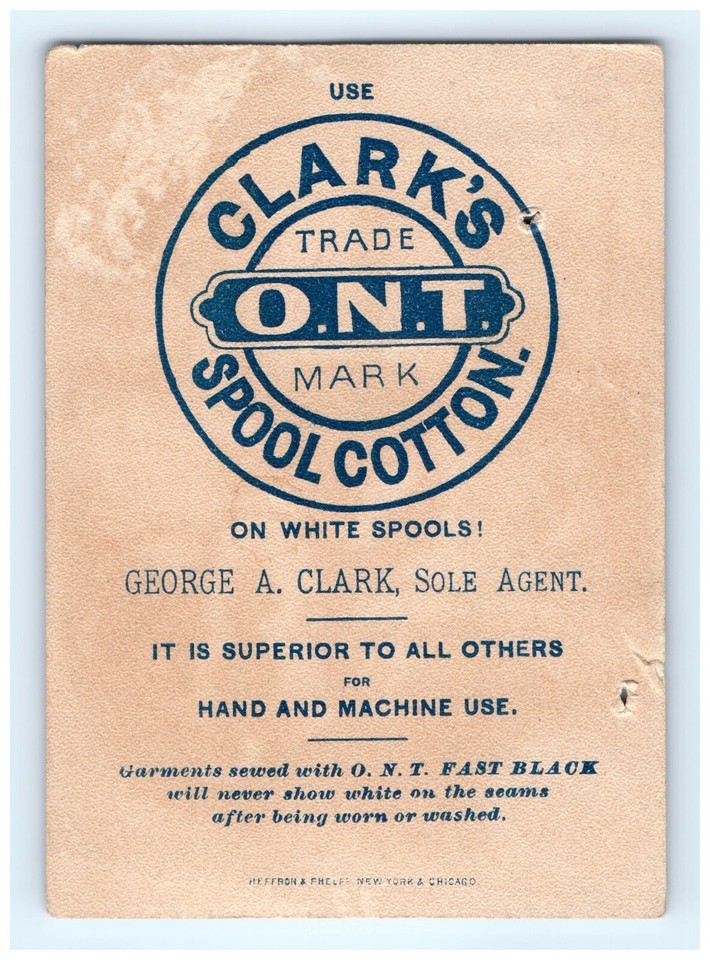 USE
CLARK'S
TRADE
O.N.T.
MARK
SPOOL COTTON.
ON WHITE SPOOLS!
GEORGE A. CLARK, SOLE AGENT.
IT IS SUPERIOR TO ALL OTHERS
FOR
HAND AND MACHINE USE.
Garments sewed with O. N. T. FAST BLACK
will never show white on the seams
after being worn or washed.
HEFFRON & PHELPS NEW YORK & CHICAGO.